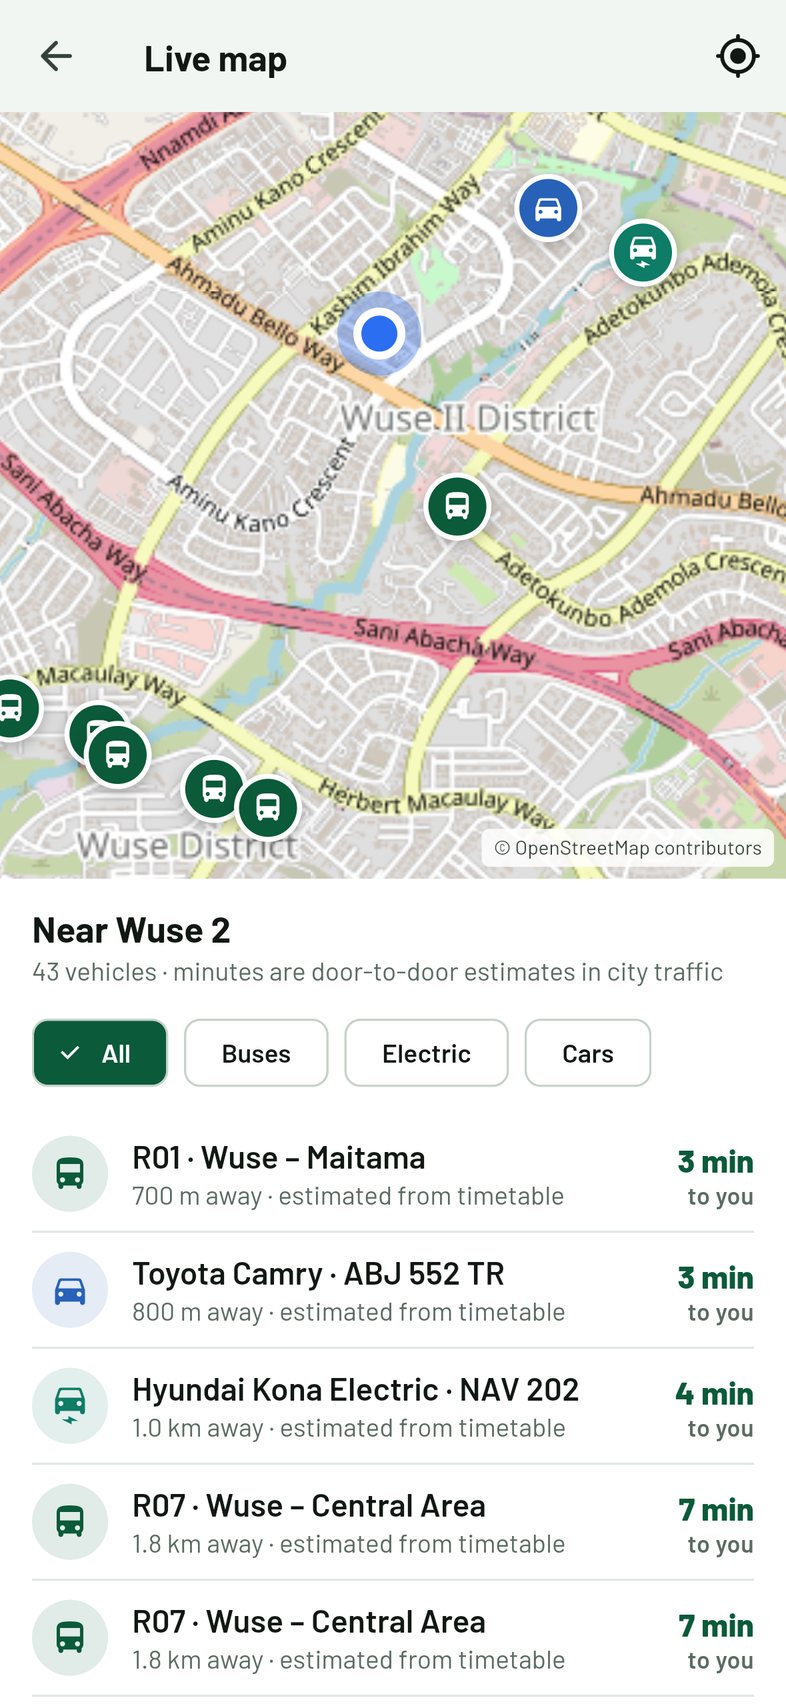 Live map
Nnamdi A
Aminu Kano Crescent
Kashim Ibrahim Way
Ahmadu Bello Way
Adetokunbo Ademola Cre
Wuse II District
Aminu Kano Crescent
Sani Abacha Way
Ahmadu Bello
Adetokunbo Ademola Crescen
Sani Abacha Way
Sani Abacha
Macaulay Way
Herbert Macaulay Way
Wuse District
© OpenStreetMap contributors
Near Wuse 2
43 vehicles · minutes are door-to-door estimates in city traffic
All Buses Electric Cars
R01 · Wuse – Maitama 3 min
700 m away · estimated from timetable to you
Toyota Camry · ABJ 552 TR 3 min
800 m away · estimated from timetable to you
Hyundai Kona Electric · NAV 202 4 min
1.0 km away · estimated from timetable to you
R07 · Wuse – Central Area 7 min
1.8 km away · estimated from timetable to you
R07 · Wuse – Central Area 7 min
1.8 km away · estimated from timetable to you